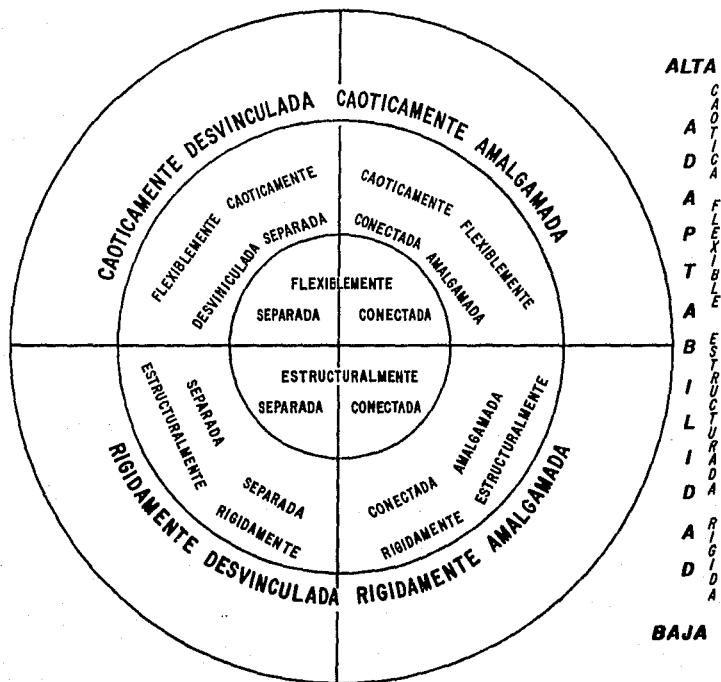 ALTA
CAOTICAMENTE DESVINCULADA
CAOTICAMENTE AMALGAMADA
FLEXIBLEMENTE CAOTICAMENTE
DESVINICULADA SEPARADA
CAOTICAMENTE FLEXIBLEMENTE
CONECTADA AMALGAMADA
FLEXIBLEMENTE
SEPARADA CONECTADA
ESTRUCTURALMENTE
SEPARADA CONECTADA
SEPARADA
ESTRUCTURALMENTE
SEPARADA
RIGIDAMENTE
AMALGAMADA
ESTRUCTURALMENTE
CONECTADA
RIGIDAMENTE
RIGIDAMENTE DESVINCULADA
RIGIDAMENTE AMALGAMADA
ADAPTABILIDAD
CAOTICA FLEXIBLE ESTRUCTURADA RIGIDA
BAJA